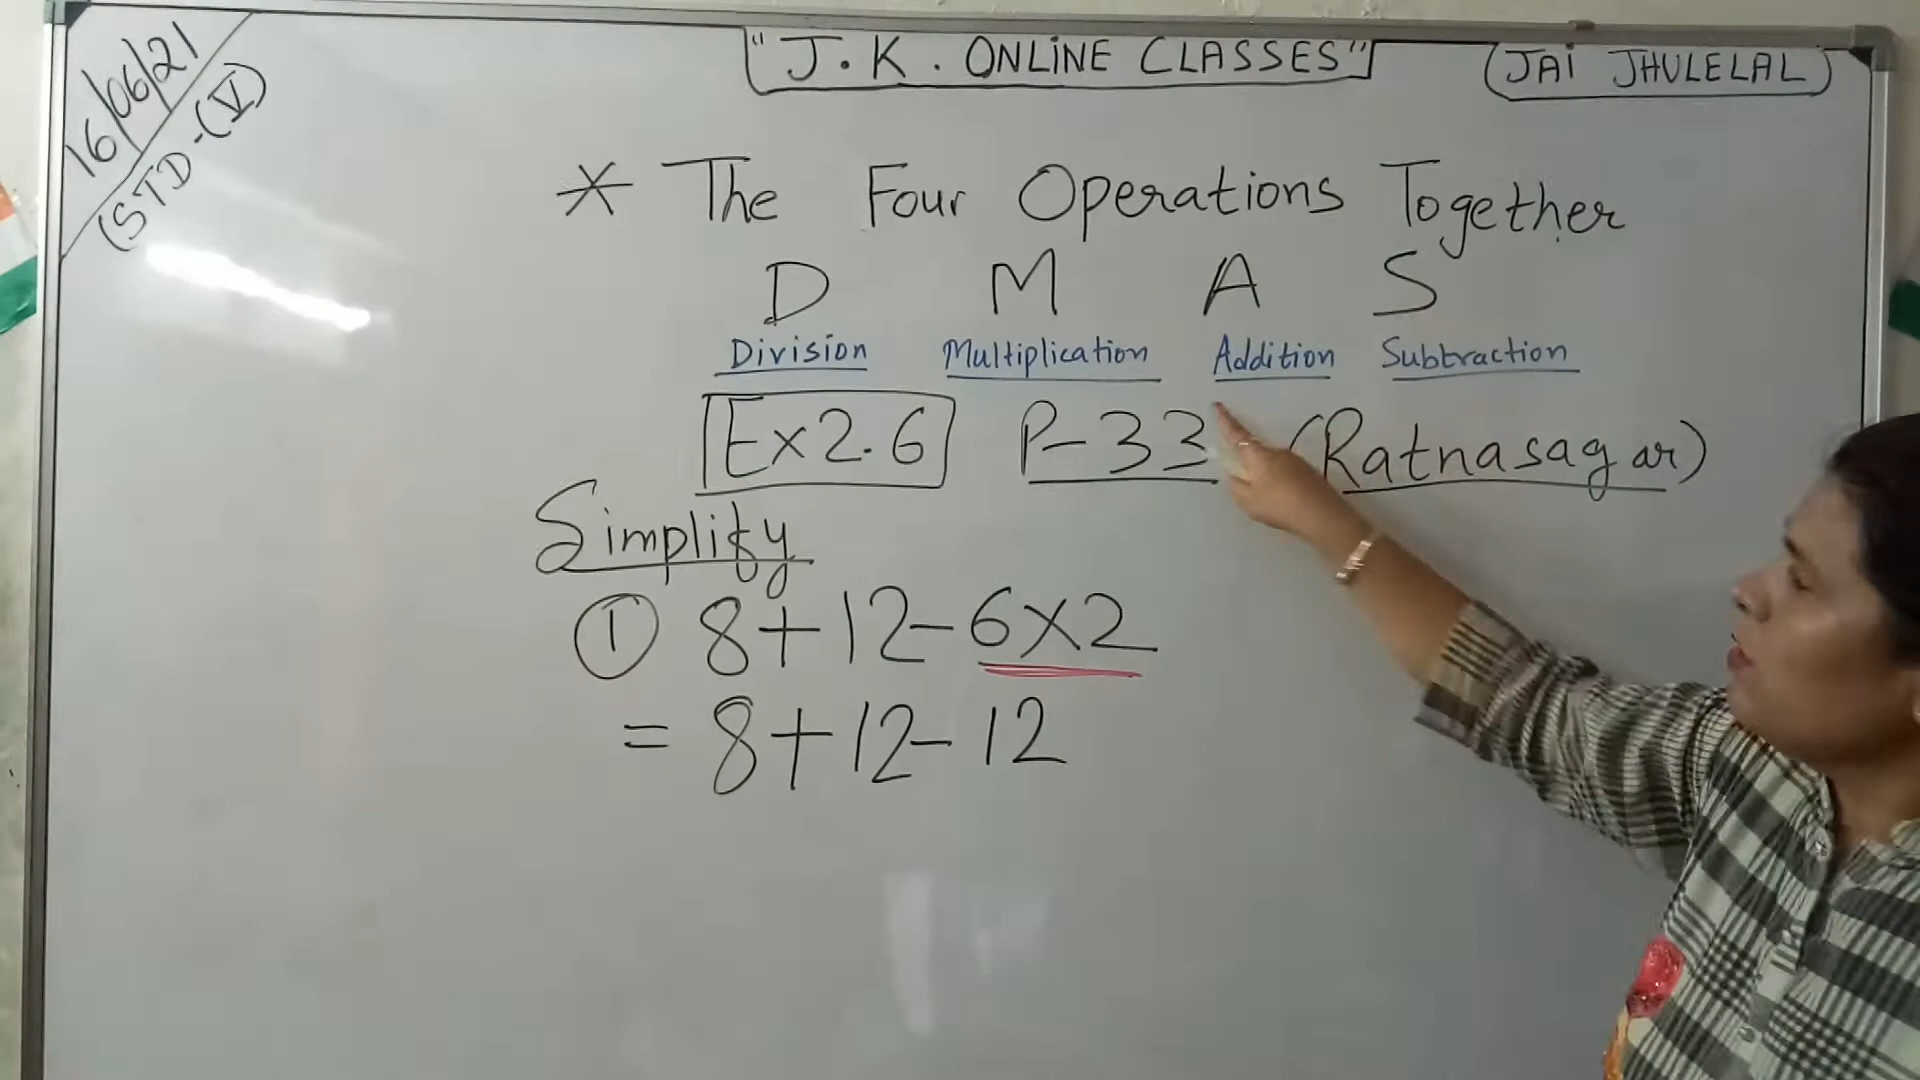 16/06/21
(STD-(V)
"J.K. ONLINE CLASSES"
(JAI JHULELAL)
* The Four Operations Together
D M A S
Division Multiplication Addition Subtraction
Ex2.6 P-33 (Ratnasagar)
Simplify
① 8+12-6×2
= 8+12-12